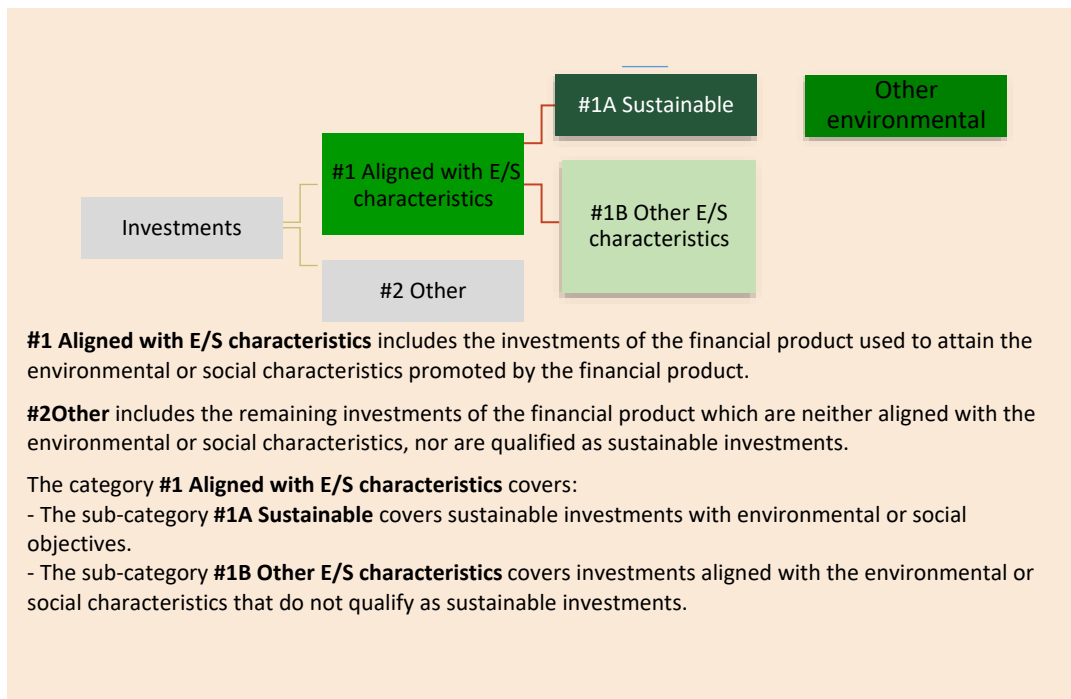 #1A Sustainable
Other
environmental
#1 Aligned with E/S
characteristics
#1B Other E/S
characteristics
Investments
#2 Other
#1 Aligned with E/S characteristics includes the investments of the financial product used to attain the
environmental or social characteristics promoted by the financial product.
#2Other includes the remaining investments of the financial product which are neither aligned with the
environmental or social characteristics, nor are qualified as sustainable investments.
The category #1 Aligned with E/S characteristics covers:
- The sub-category #1A Sustainable covers sustainable investments with environmental or social
objectives.
- The sub-category #1B Other E/S characteristics covers investments aligned with the environmental or
social characteristics that do not qualify as sustainable investments.